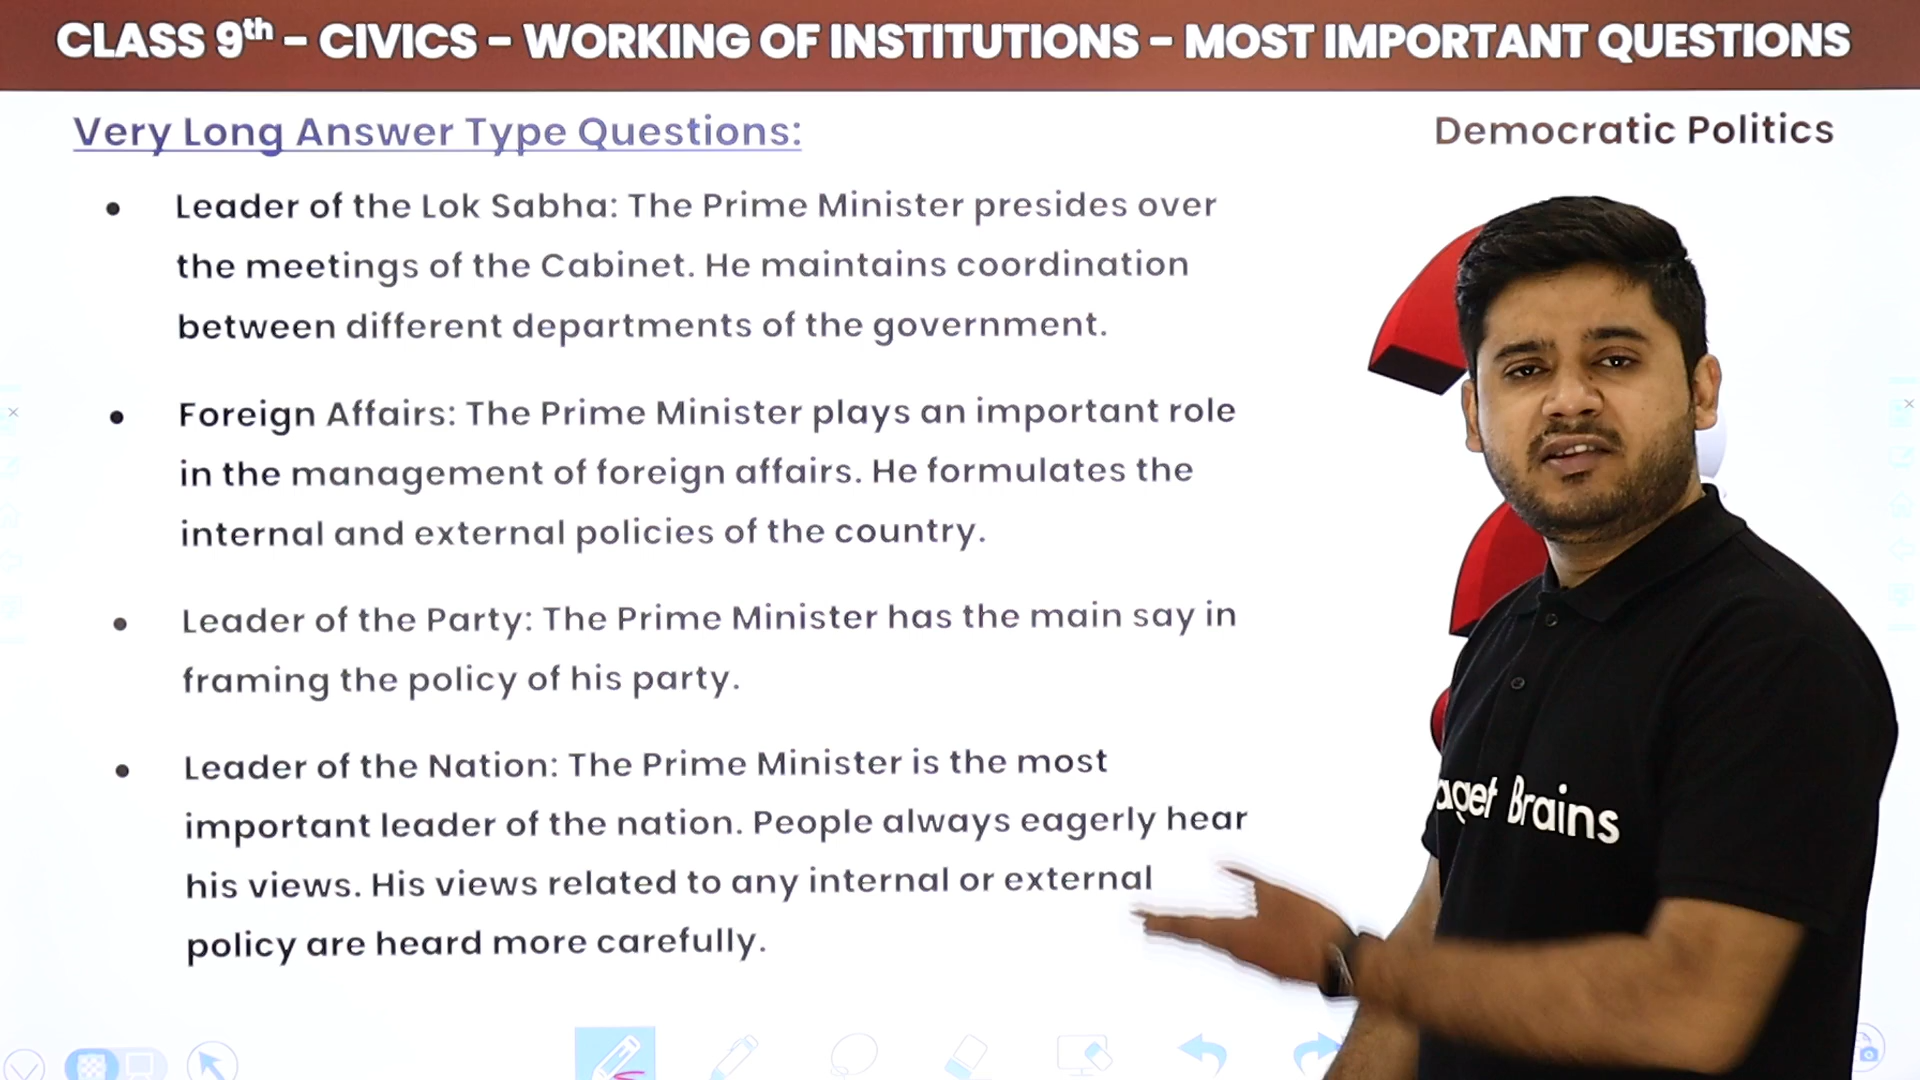 CLASS 9th - CIVICS - WORKING OF INSTITUTIONS - MOST IMPORTANT QUESTIONS
Very Long Answer Type Questions:
Democratic Politics
• Leader of the Lok Sabha: The Prime Minister presides over
the meetings of the Cabinet. He maintains coordination
between different departments of the government.
• Foreign Affairs: The Prime Minister plays an important role
in the management of foreign affairs. He formulates the
internal and external policies of the country.
• Leader of the Party: The Prime Minister has the main say in
framing the policy of his party.
• Leader of the Nation: The Prime Minister is the most
important leader of the nation. People always eagerly hear
his views. His views related to any internal or external
policy are heard more carefully.
aget Brains